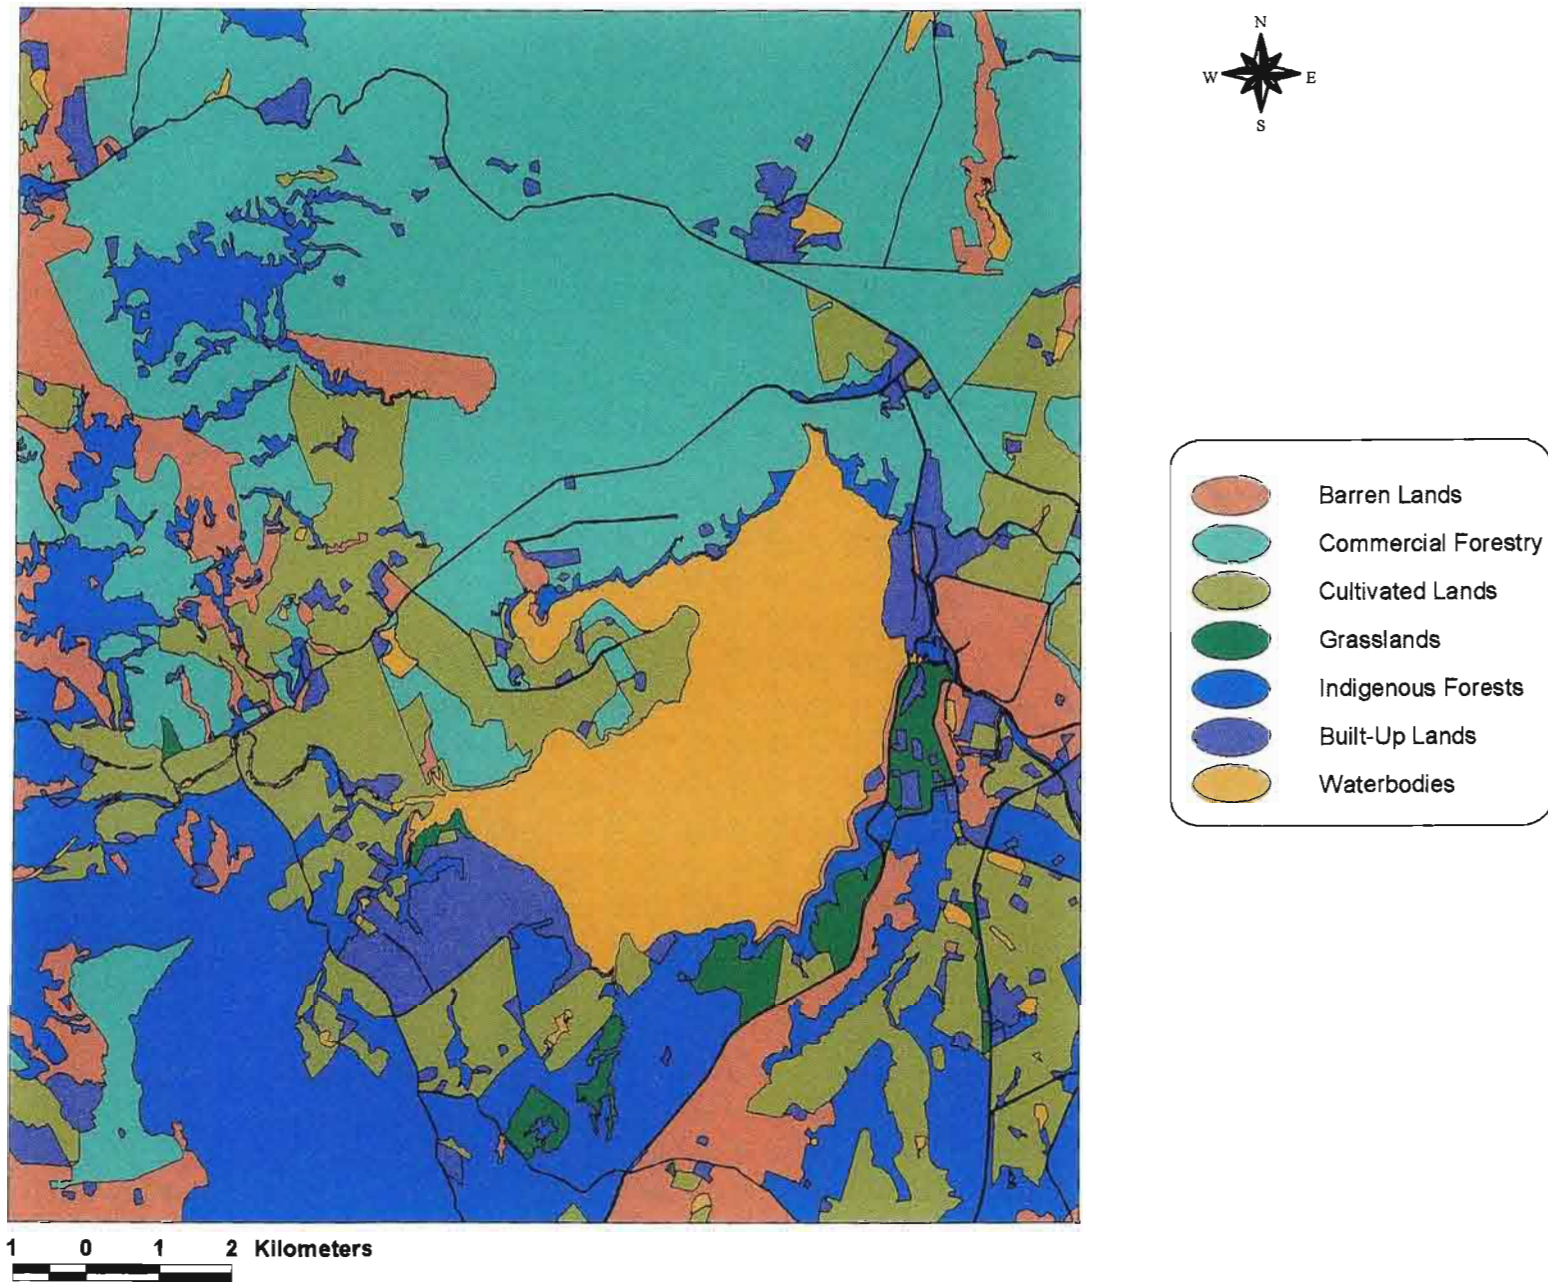 N
W E
S
Barren Lands
Commercial Forestry
Cultivated Lands
Grasslands
Indigenous Forests
Built-Up Lands
Waterbodies
1 0 1 2 Kilometers